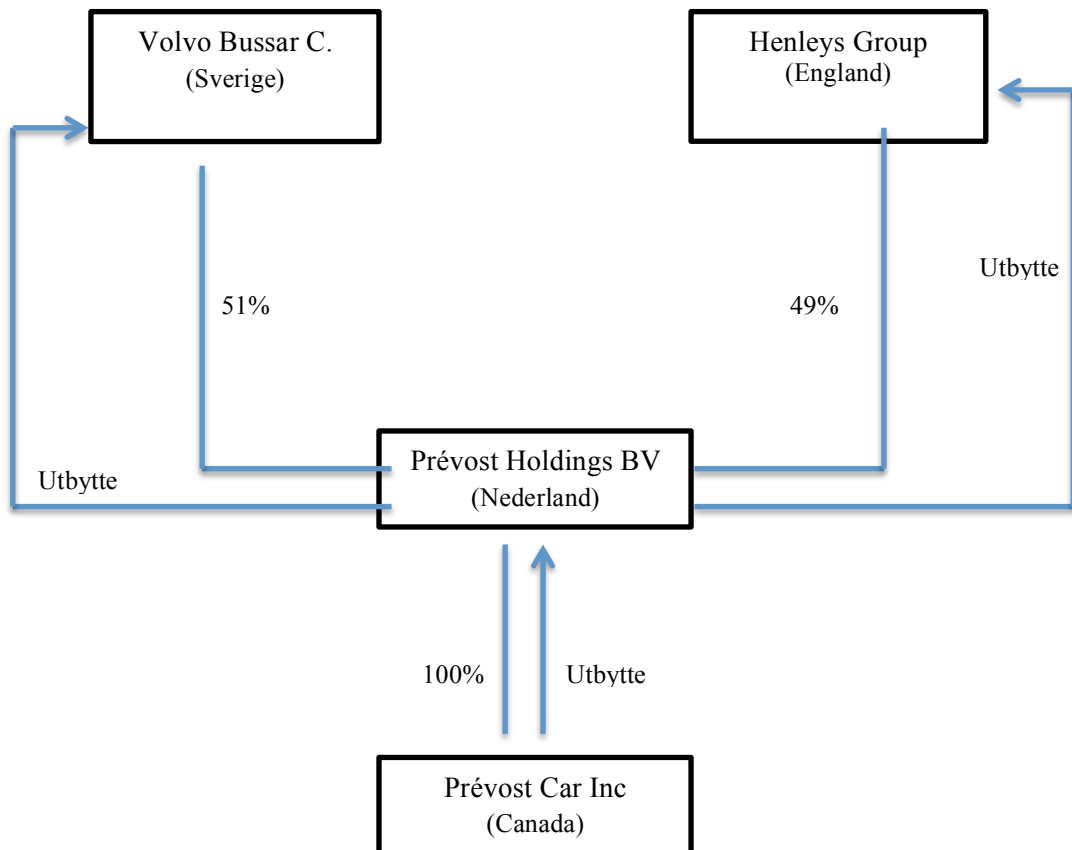 Volvo Bussar C.
(Sverige)
Henleys Group
(England)
Utbytte
51%
49%
Prévost Holdings BV
(Nederland)
Utbytte
100%
Utbytte
Prévost Car Inc
(Canada)